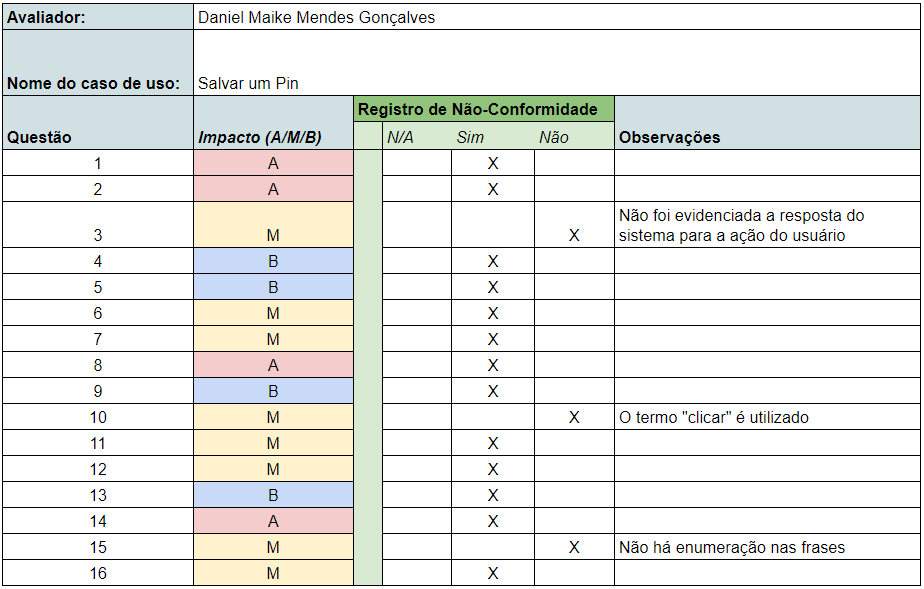 Avaliador: Daniel Maike Mendes Gonçalves
Nome do caso de uso: Salvar um Pin
Registro de Não-Conformidade
Questão Impacto (A/M/B) N/A Sim Não Observações
1 A X
2 A X
Não foi evidenciada a resposta do
3 M X sistema para a ação do usuário
4 B X
5 B X
6 M X
7 M X
8 A X
9 B X
10 M X O termo "clicar" é utilizado
11 M X
12 M X
13 B X
14 A X
15 M X Não há enumeração nas frases
16 M X